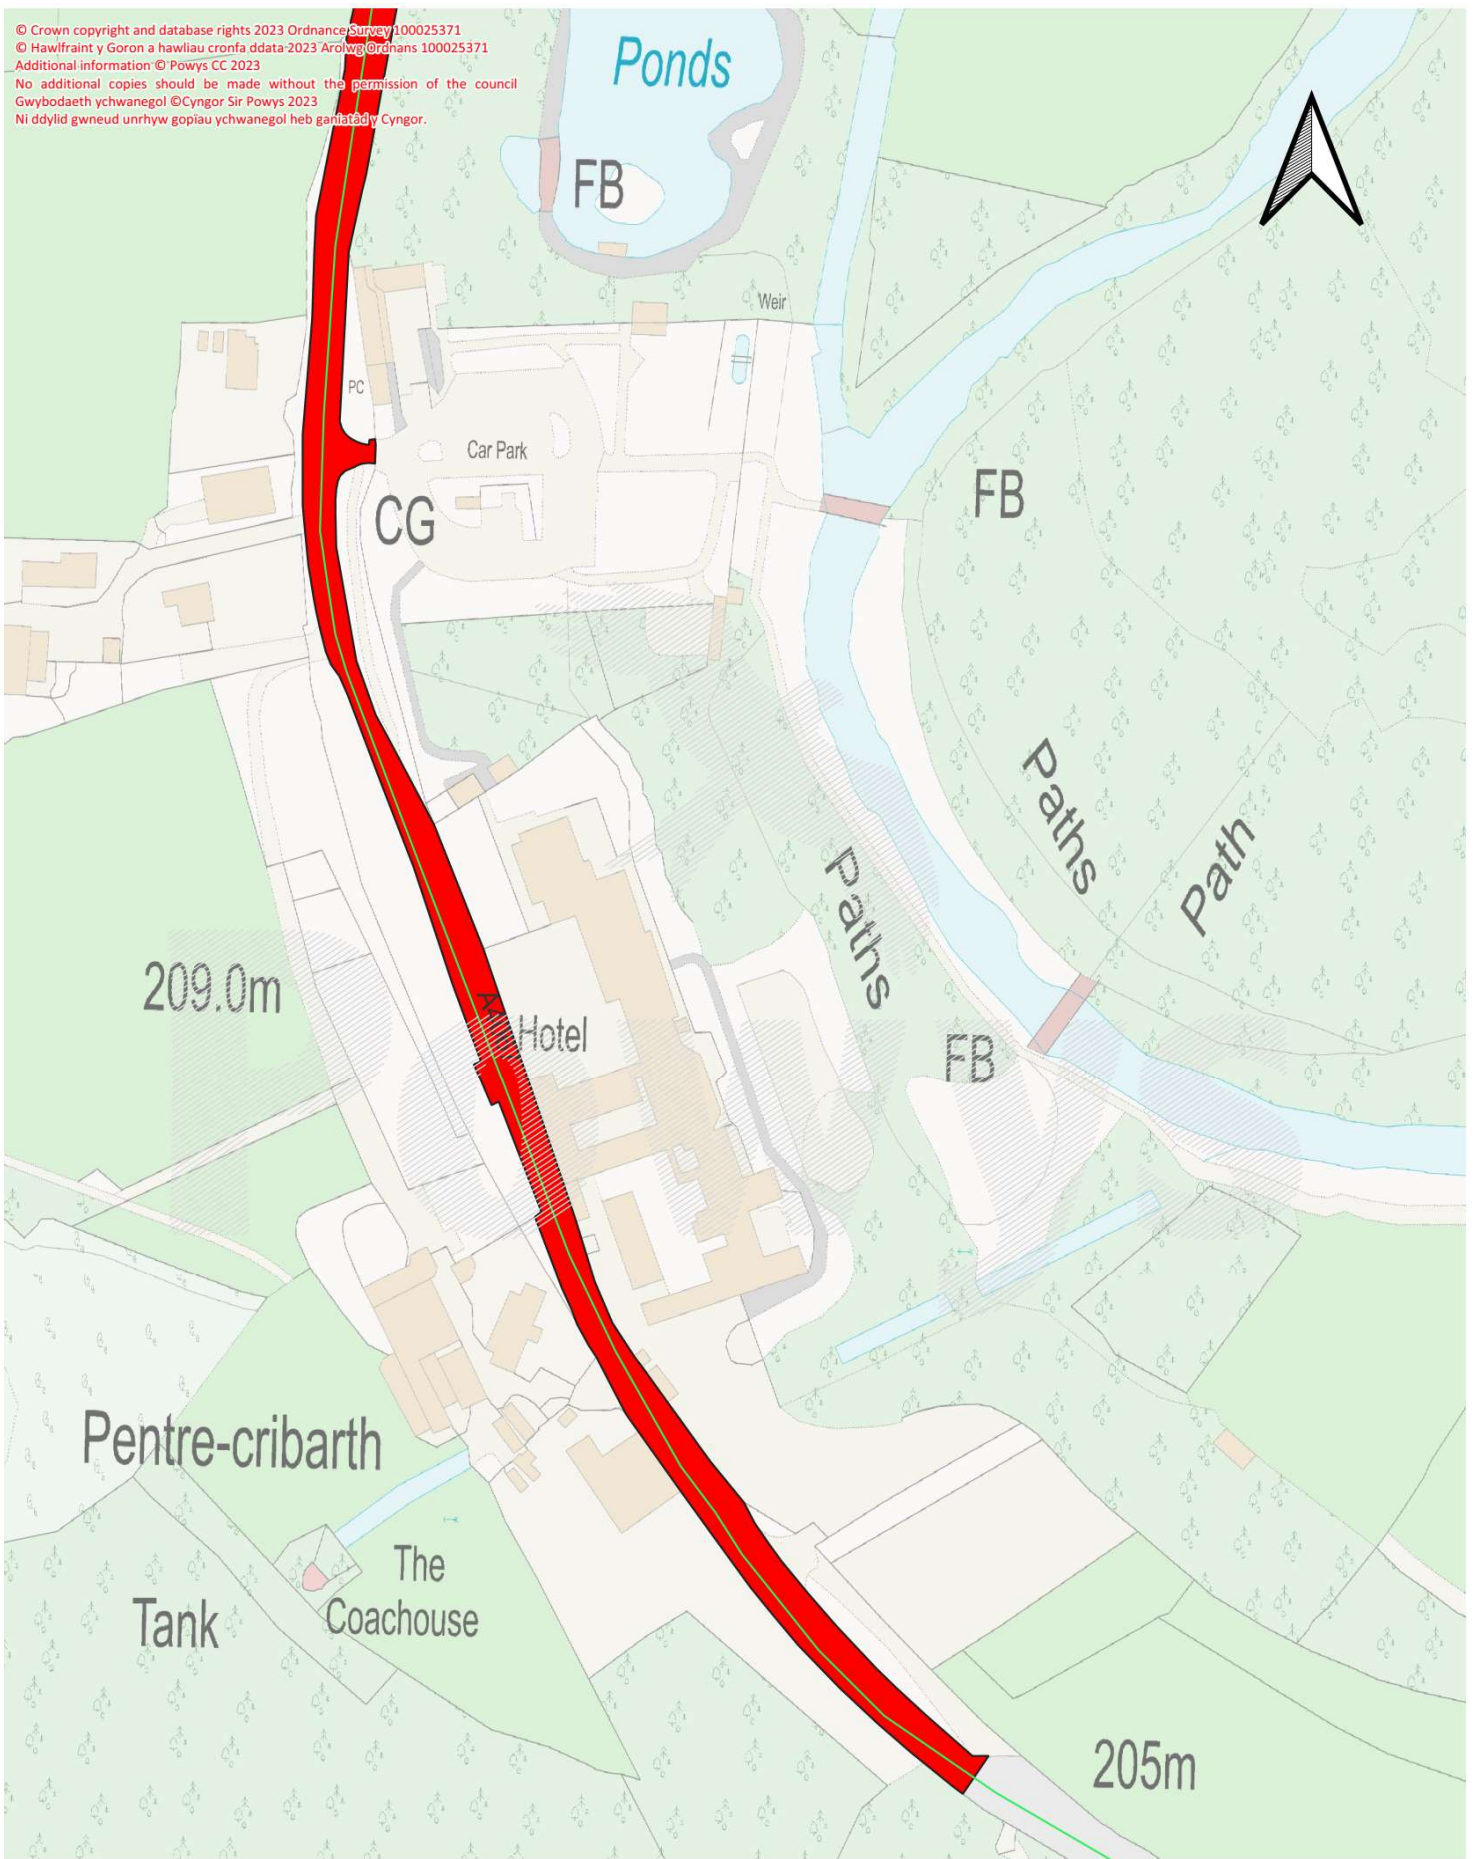 © Crown copyright and database rights 2023 Ordnance Survey 100025371
© Hawlfraint y Goron a hawliau cronfa ddata 2023 Arolwg Ordnans 100025371
Additional information © Powys CC 2023
No additional copies should be made without the permission of the council
Gwybodaeth ychwanegol ©Cyngor Sir Powys 2023
Ni ddylid gwneud unrhyw gopïau ychwanegol heb ganiatâd y Cyngor.
Ponds
FB
Weir
PC
Car Park
CG
FB
Paths
Path
Paths
209.0m
Hotel
FB
Pentre-cribarth
The
Coachouse
Tank
205m